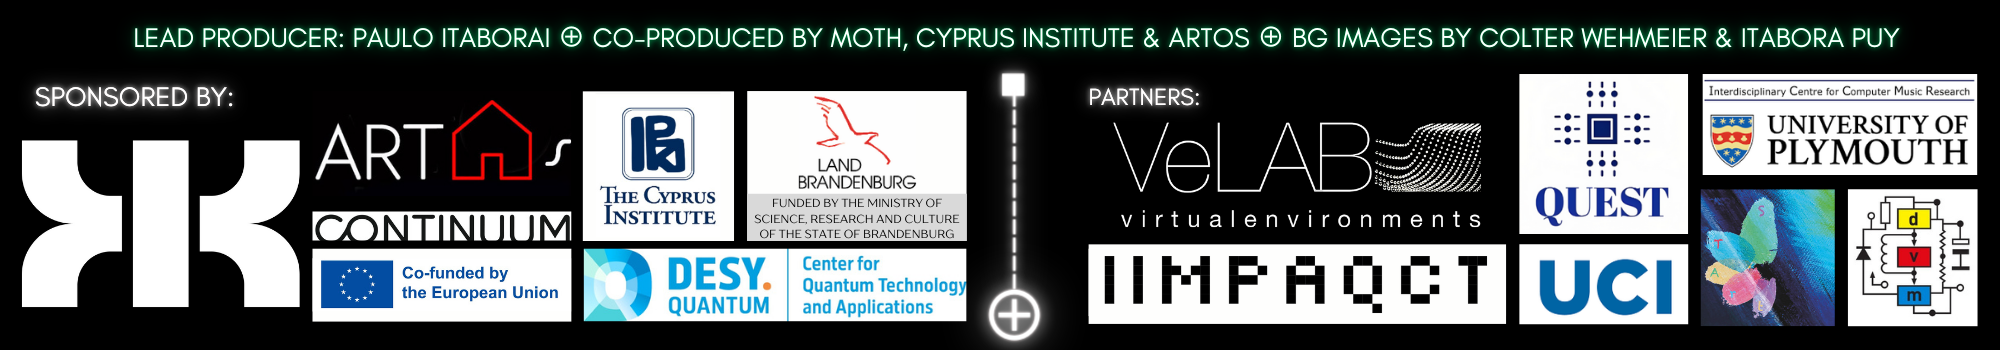 LEAD PRODUCER: PAULO ITABORAI ⊕ CO-PRODUCED BY MOTH, CYPRUS INSTITUTE & ARTOS ⊕ BG IMAGES BY COLTER WEHMEIER & ITABORA PUY
SPONSORED BY:
ART S
CONTINUUM
Co-funded by
the European Union
THE CYPRUS
INSTITUTE
LAND
BRANDENBURG
FUNDED BY THE MINISTRY OF
SCIENCE, RESEARCH AND CULTURE
OF THE STATE OF BRANDENBURG
DESY.
QUANTUM
Center for
Quantum Technology
and Applications
PARTNERS:
VeLAB
virtualenvironments
IIMPAQCT
QUEST
UCI
Interdisciplinary Centre for Computer Music Research
UNIVERSITY OF
PLYMOUTH
S
T
A
d
v
m